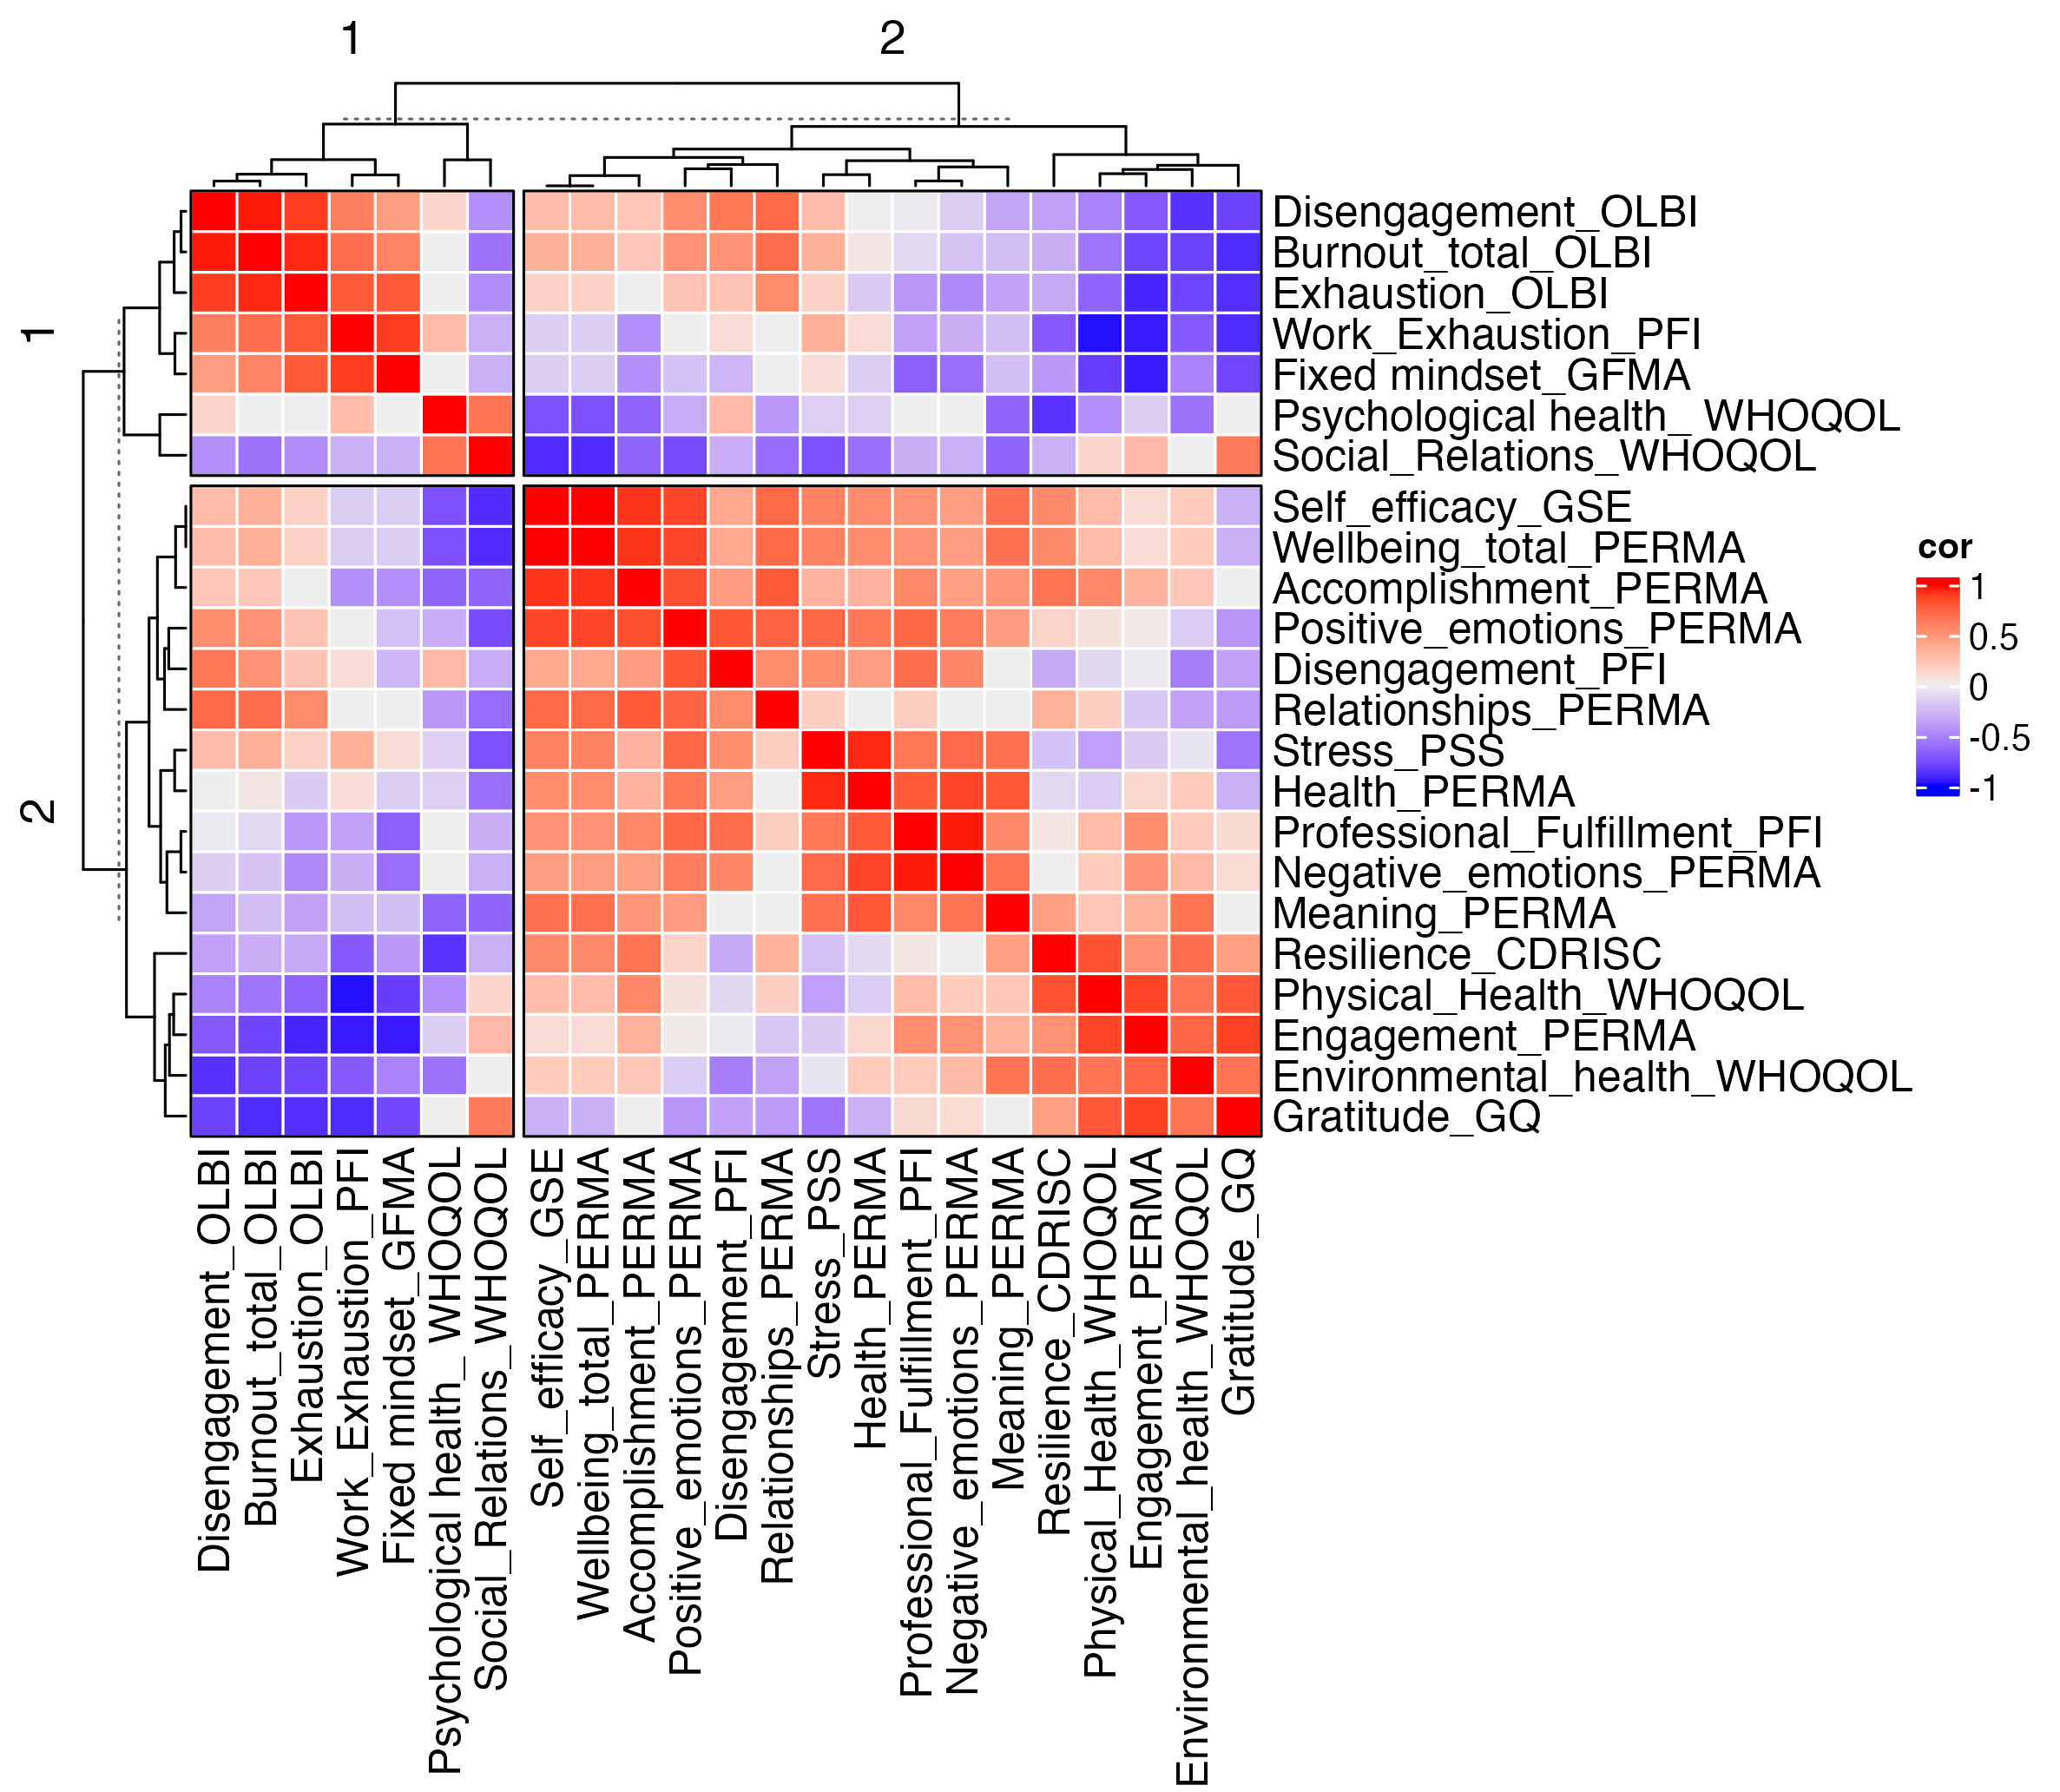 1
2
1
2
Disengagement_OLBI
Burnout_total_OLBI
Exhaustion_OLBI
Work_Exhaustion_PFI
Fixed mindset_GFMA
Psychological health_ WHOQOL
Social_Relations_WHOQOL
Self_efficacy_GSE
Wellbeing_total_PERMA
Accomplishment_PERMA
Positive_emotions_PERMA
Disengagement_PFI
Relationships_PERMA
Stress_PSS
Health_PERMA
Professional_Fulfillment_PFI
Negative_emotions_PERMA
Meaning_PERMA
Resilience_CDRISC
Physical_Health_WHOQOL
Engagement_PERMA
Environmental_health_WHOQOL
Gratitude_GQ
cor
1
0.5
0
-0.5
-1
Disengagement_OLBI
Burnout_total_OLBI
Exhaustion_OLBI
Work_Exhaustion_PFI
Fixed mindset_GFMA
Psychological health_ WHOQOL
Social_Relations_WHOQOL
Self_efficacy_GSE
Wellbeing_total_PERMA
Accomplishment_PERMA
Positive_emotions_PERMA
Disengagement_PFI
Relationships_PERMA
Stress_PSS
Health_PERMA
Professional_Fulfillment_PFI
Negative_emotions_PERMA
Meaning_PERMA
Resilience_CDRISC
Physical_Health_WHOQOL
Engagement_PERMA
Environmental_health_WHOQOL
Gratitude_GQ